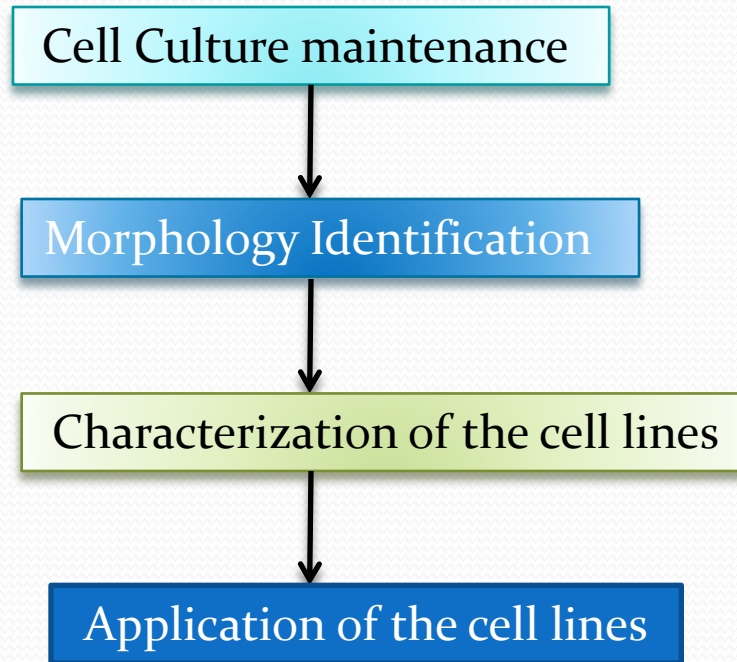 Cell Culture maintenance
Morphology Identification
Characterization of the cell lines
Application of the cell lines